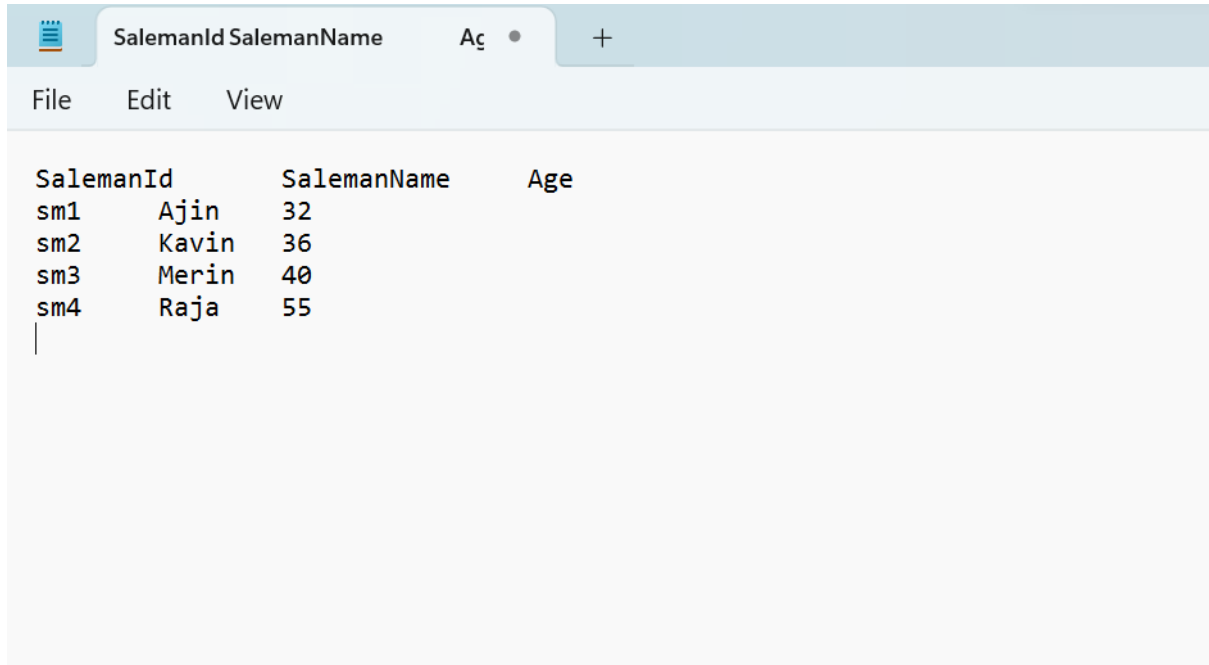 SalemanId SalemanName Ag
File Edit View
SalemanId SalemanName Age
sm1 Ajin 32
sm2 Kavin 36
sm3 Merin 40
sm4 Raja 55